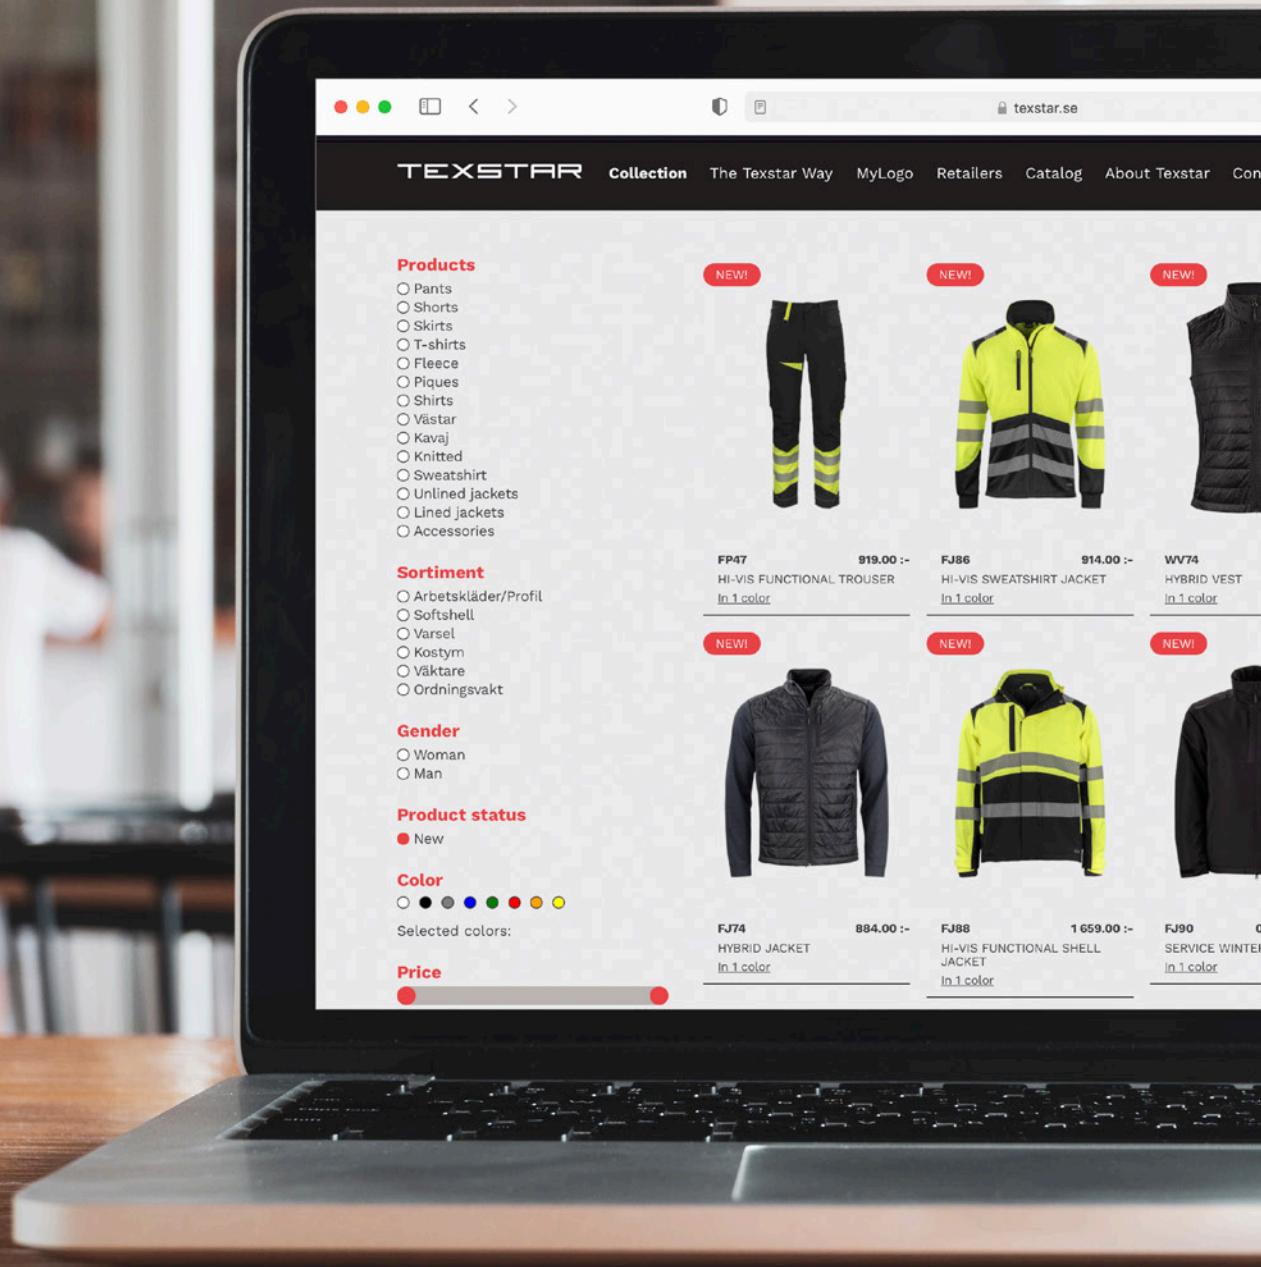 texstar.se
TEXSTAR Collection The Texstar Way MyLogo Retailers Catalog About Texstar
Products
Pants
Shorts
Skirts
T-shirts
Fleece
Piques
Shirts
Västar
Kavaj
Knitted
Sweatshirt
Unlined jackets
Lined jackets
Accessories
Sortiment
Arbetskläder/Profil
Softshell
Varsel
Kostym
Väktare
Ordningsvakt
Gender
Woman
Man
Product status
New
Color
Selected colors:
Price
NEW! NEW! NEW!
FP47 919.00 :- FJ86 914.00 :- WV74
HI-VIS FUNCTIONAL TROUSER HI-VIS SWEATSHIRT JACKET HYBRID VEST
In 1 color In 1 color In 1 color
NEW! NEW! NEW!
FJ74 884.00 :- FJ88 1 659.00 :- FJ90
HYBRID JACKET HI-VIS FUNCTIONAL SHELL SERVICE WINTER
JACKET
In 1 color In 1 color In 1 color